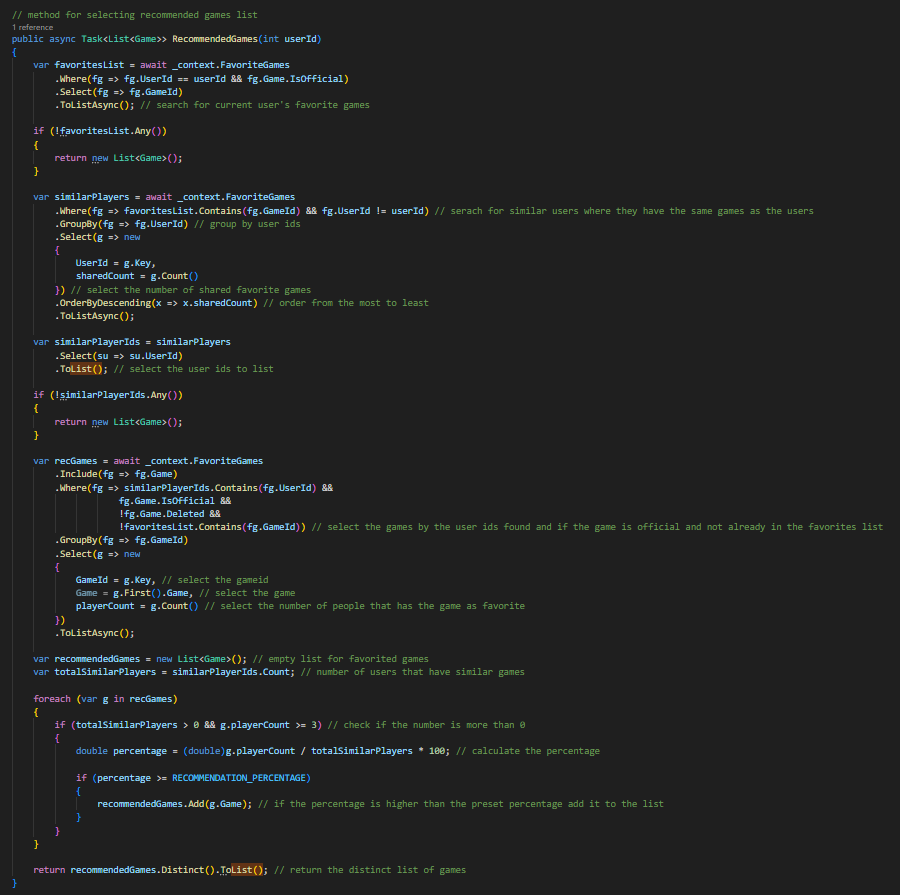 // method for selecting recommended games list
1 reference
public async Task<List<Game>> RecommendedGames(int userId)
{
var favoritesList = await _context.FavoriteGames
.Where(fg => fg.UserId == userId && fg.Game.IsOfficial)
.Select(fg => fg.GameId)
.ToListAsync(); // search for current user's favorite games
if (!favoritesList.Any())
{
return new List<Game>();
}
var similarPlayers = await _context.FavoriteGames
.Where(fg => favoritesList.Contains(fg.GameId) && fg.UserId != userId) // serach for similar users where they have the same games as the users
.GroupBy(fg => fg.UserId) // group by user ids
.Select(g => new
{
UserId = g.Key,
sharedCount = g.Count()
}) // select the number of shared favorite games
.OrderByDescending(x => x.sharedCount) // order from the most to least
.ToListAsync();
var similarPlayerIds = similarPlayers
.Select(su => su.UserId)
.ToList(); // select the user ids to list
if (!similarPlayerIds.Any())
{
return new List<Game>();
}
var recGames = await _context.FavoriteGames
.Include(fg => fg.Game)
.Where(fg => similarPlayerIds.Contains(fg.UserId) &&
fg.Game.IsOfficial &&
!fg.Game.Deleted &&
!favoritesList.Contains(fg.GameId)) // select the games by the user ids found and if the game is official and not already in the favorites list
.GroupBy(fg => fg.GameId)
.Select(g => new
{
GameId = g.Key, // select the gameid
Game = g.First().Game, // select the game
playerCount = g.Count() // select the number of people that has the game as favorite
})
.ToListAsync();
var recommendedGames = new List<Game>(); // empty list for favorited games
var totalSimilarPlayers = similarPlayerIds.Count; // number of users that have similar games
foreach (var g in recGames)
{
if (totalSimilarPlayers > 0 && g.playerCount >= 3) // check if the number is more than 0
{
double percentage = (double)g.playerCount / totalSimilarPlayers * 100; // calculate the percentage
if (percentage >= RECOMMENDATION_PERCENTAGE)
{
recommendedGames.Add(g.Game); // if the percentage is higher than the preset percentage add it to the list
}
}
}
return recommendedGames.Distinct().ToList(); // return the distinct list of games
}